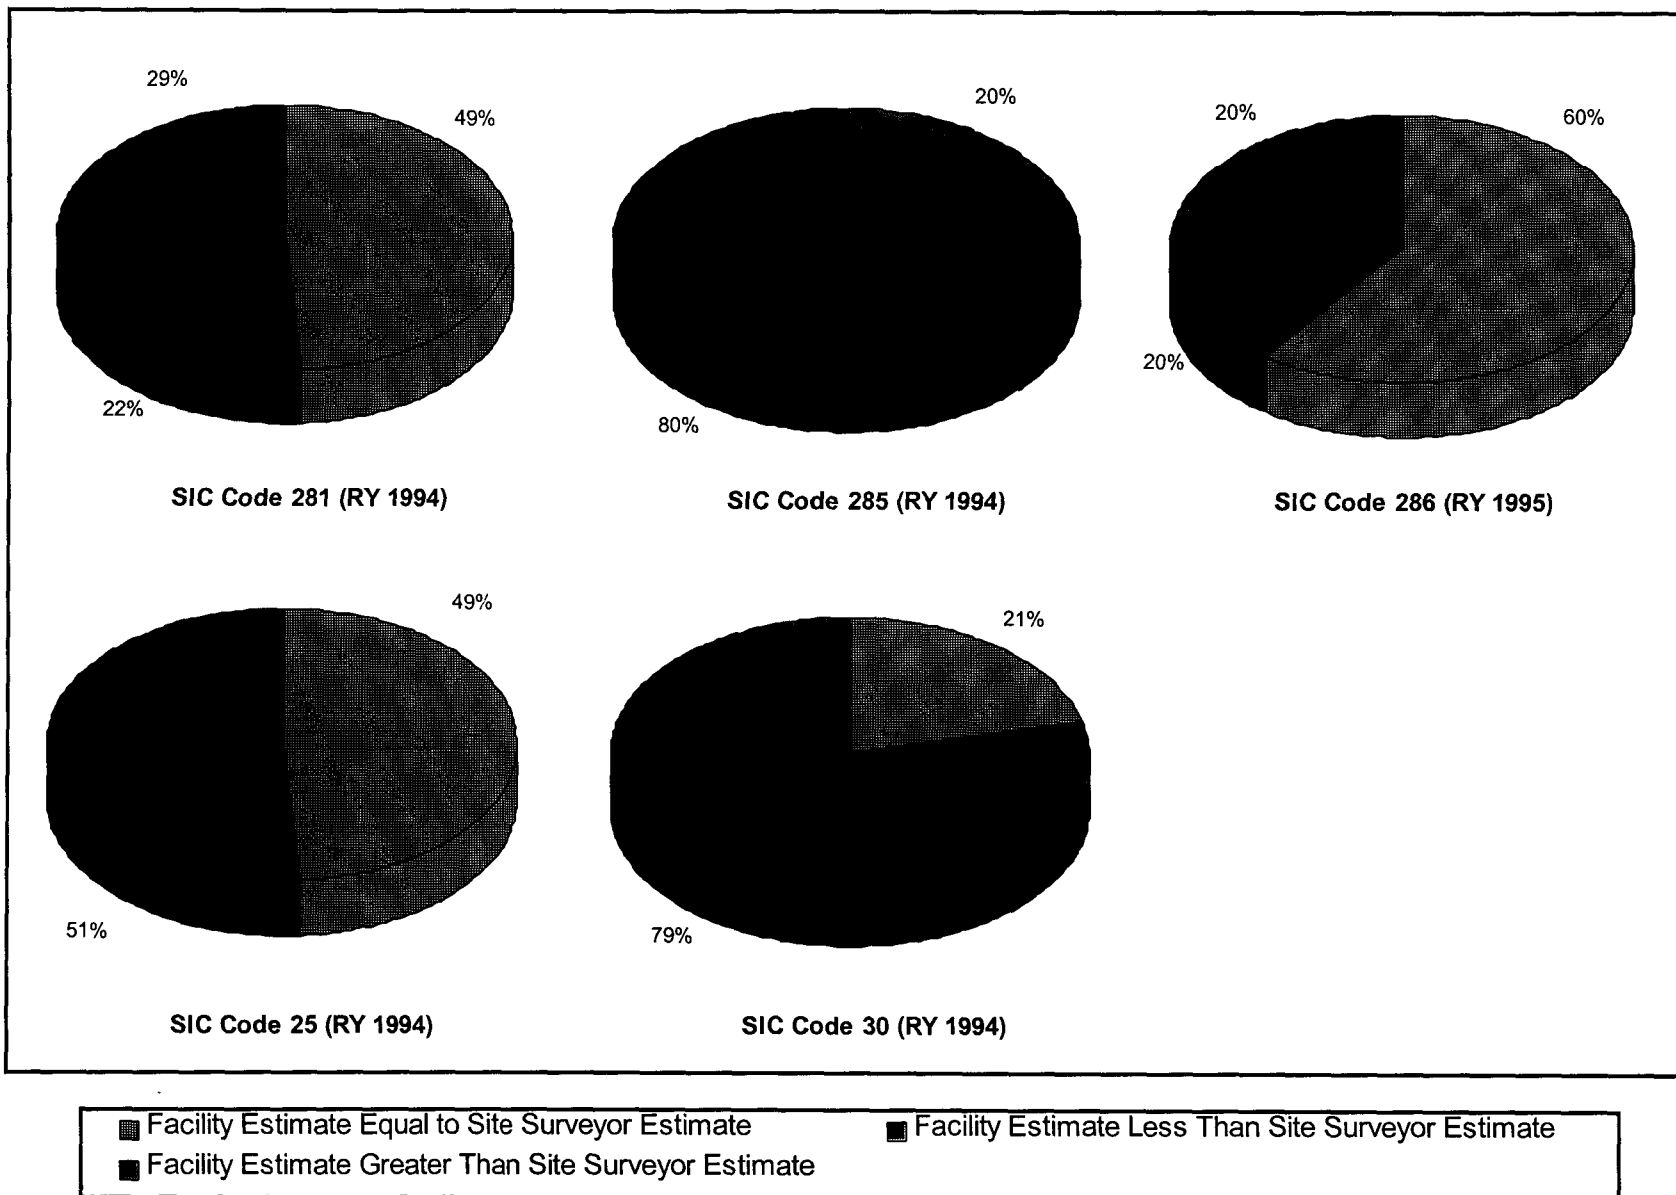 29%
49%
22%
SIC Code 281 (RY 1994)
20%
80%
SIC Code 285 (RY 1994)
20%
60%
20%
SIC Code 286 (RY 1995)
49%
51%
SIC Code 25 (RY 1994)
21%
79%
SIC Code 30 (RY 1994)
Facility Estimate Equal to Site Surveyor Estimate
Facility Estimate Less Than Site Surveyor Estimate
Facility Estimate Greater Than Site Surveyor Estimate